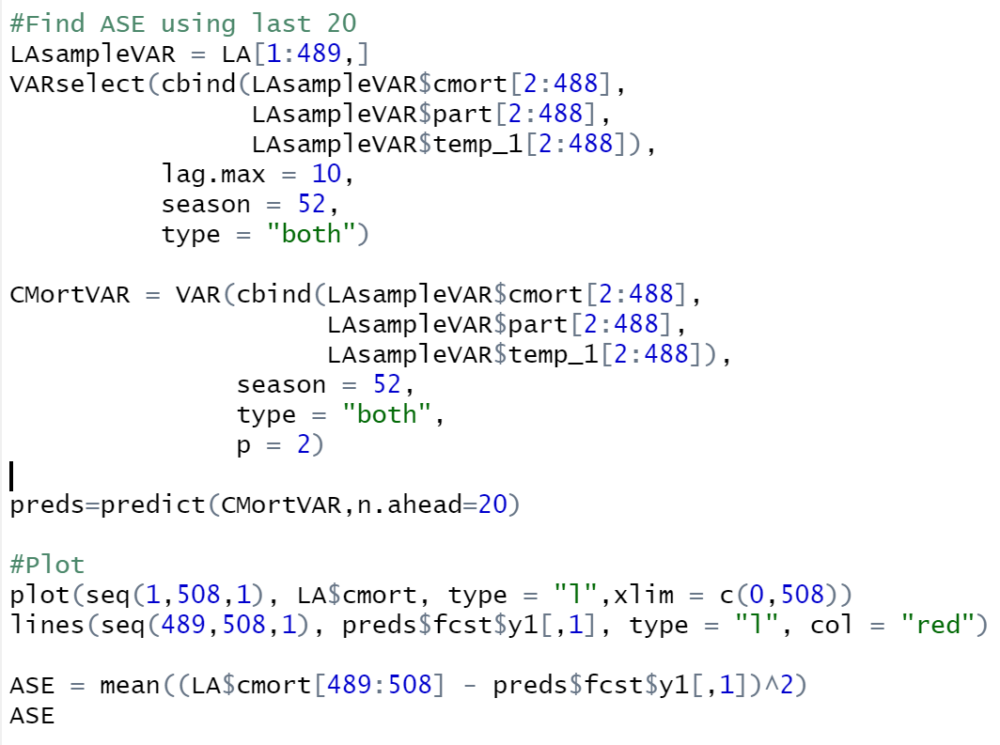 #Find ASE using last 20
LAsampleVAR = LA[1:489,]
VARselect(cbind(LAsampleVAR$cmort[2:488],
LAsampleVAR$part[2:488],
LAsampleVAR$temp_1[2:488]),
lag.max = 10,
season = 52,
type = "both")
CMortVAR = VAR(cbind(LAsampleVAR$cmort[2:488],
LAsampleVAR$part[2:488],
LAsampleVAR$temp_1[2:488]),
season = 52,
type = "both",
p = 2)
preds=predict(CMortVAR,n.ahead=20)
#Plot
plot(seq(1,508,1), LA$cmort, type = "l",xlim = c(0,508))
lines(seq(489,508,1), preds$fcst$y1[,1], type = "l", col = "red")
ASE = mean((LA$cmort[489:508] - preds$fcst$y1[,1])^2)
ASE